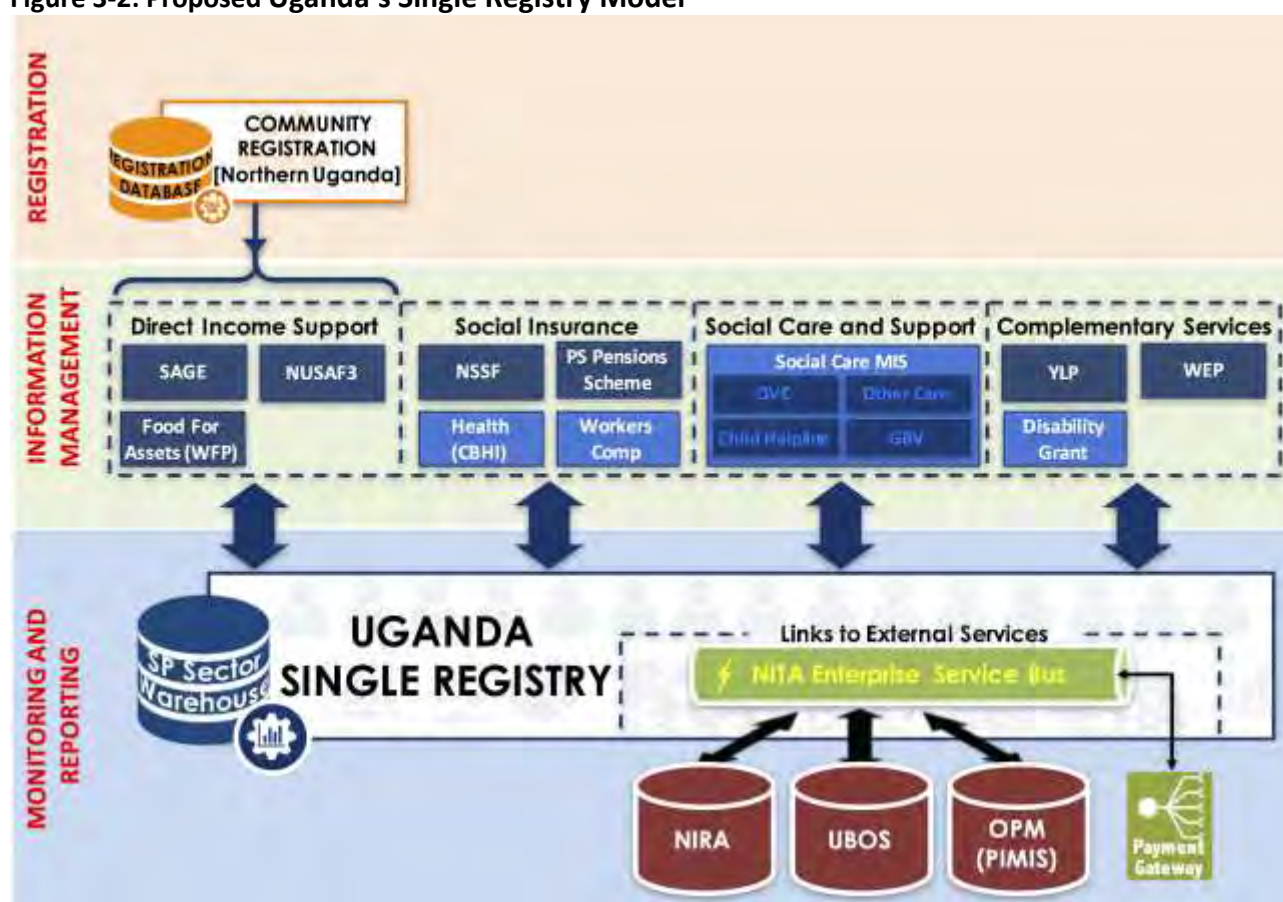 Figure 3-2: Proposed Uganda's Single Registry Model
REGISTRATION
REGISTRATION
DATABASE
COMMUNITY
REGISTRATION
[Northern Uganda]
INFORMATION
MANAGEMENT
Direct Income Support
SAGE
NUSAF3
Food For
Assets (WFP)
Social Insurance
NSSF
PS Pensions
Scheme
Health
(CBHI)
Workers
Comp
Social Care and Support
Social Care MIS
OVC
Other Care
Child Helpline
GBV
Complementary Services
YLP
WEP
Disability
Grant
MONITORING AND
REPORTING
SP Sector
Warehouse
UGANDA
SINGLE REGISTRY
Links to External Services
NITA Enterprise Service Bus
NIRA
UBOS
OPM
(PIMIS)
Payment
Gateway